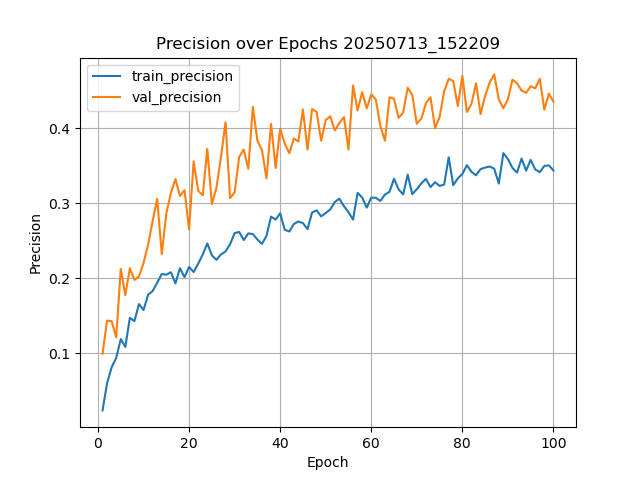 Precision over Epochs 20250713_152209
train_precision
val_precision
0.4
0.3
0.2
0.1
Precision
0 20 40 60 80 100
Epoch